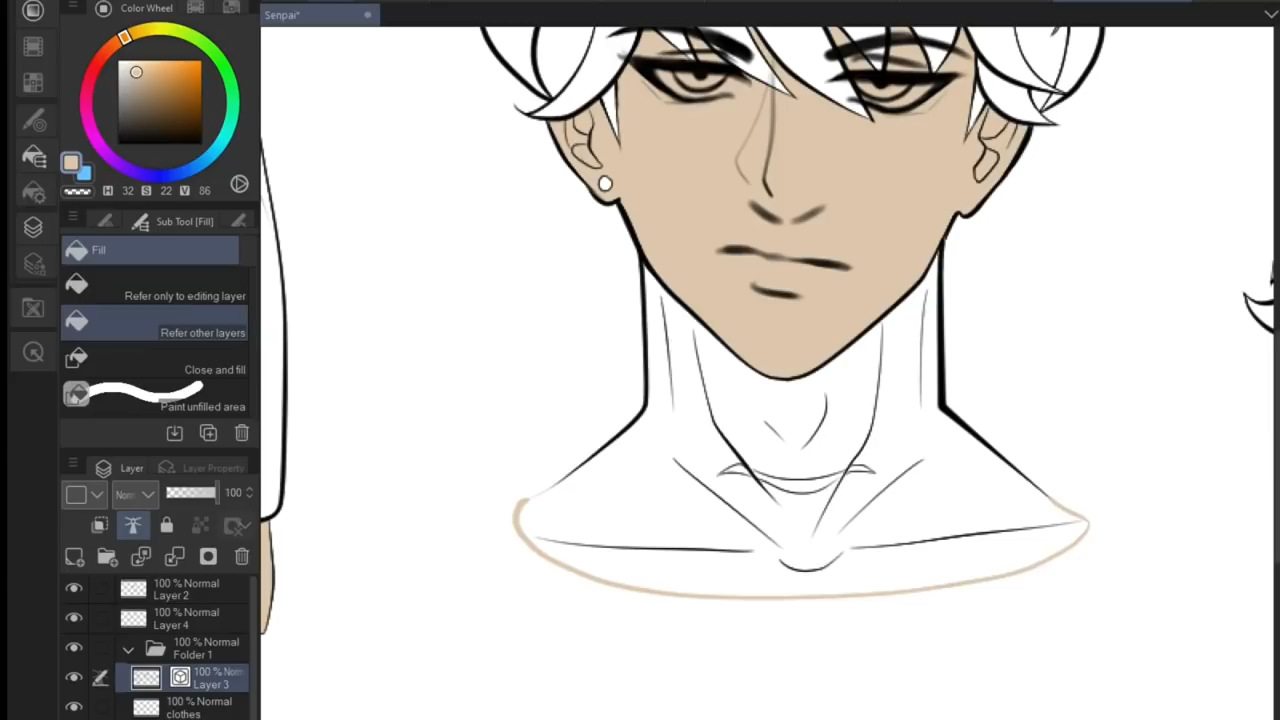 Color Wheel
Senpai*
H 32 S 22 V 86
Sub Tool [Fill]
Fill
Refer only to editing layer
Refer other layers
Close and fill
Paint unfilled area
Layer
Layer Property
Norn
100
100 % Normal
Layer 2
100 % Normal
Layer 4
100 % Normal
Folder 1
100 % Norn
Layer 3
100 % Normal
clothes